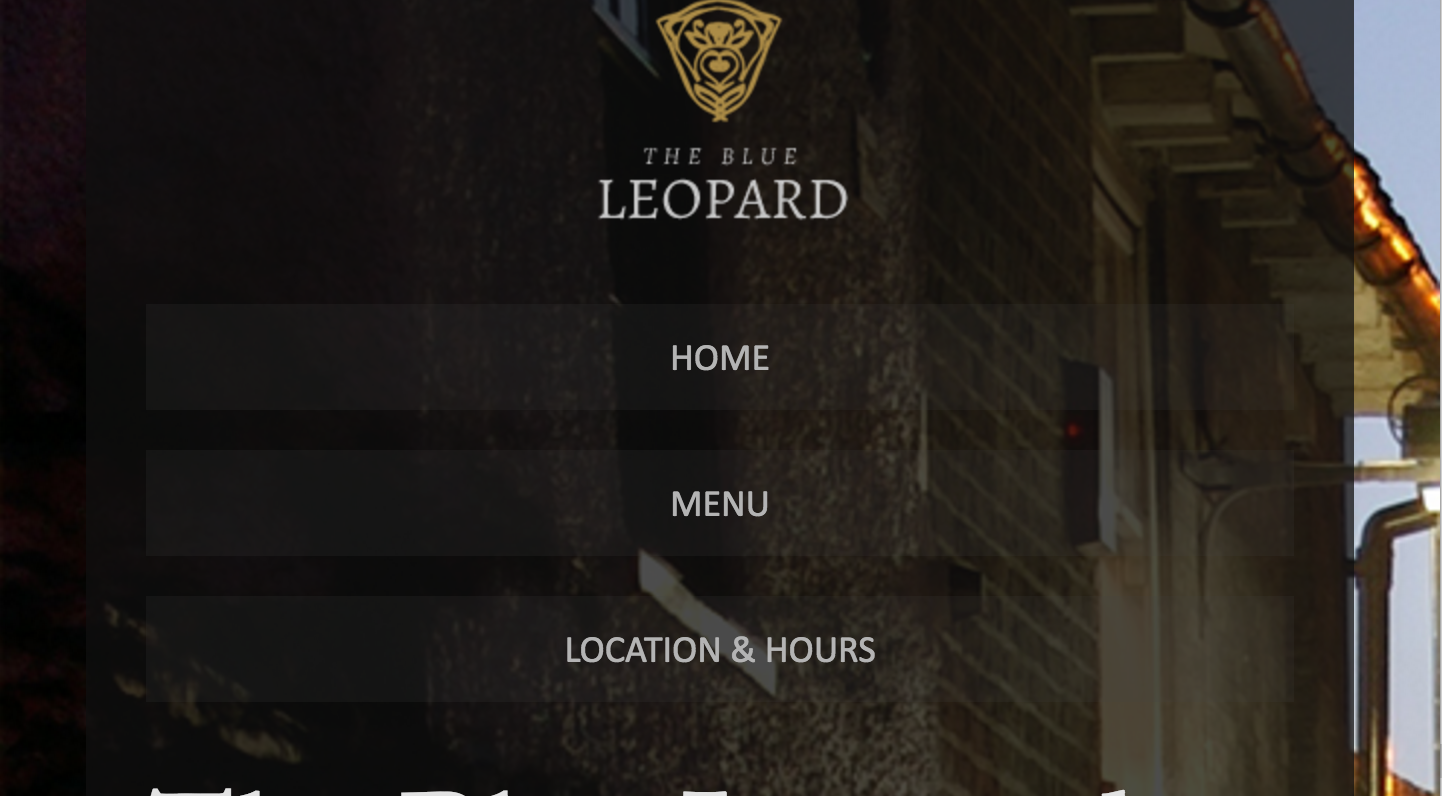 THE BLUE
LEOPARD
HOME
MENU
LOCATION & HOURS